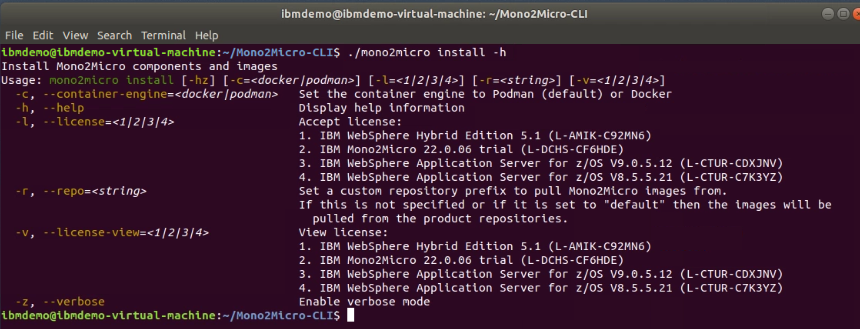 ibmdemo@ibmdemo-virtual-machine: ~/Mono2Micro-CLI
File Edit View Search Terminal Help
ibmdemo@ibmdemo-virtual-machine:~/Mono2Micro-CLI$ ./mono2micro install -h
Install Mono2Micro components and images
Usage: mono2micro install [-hz] [-c=<docker|podman>] [-l=<1|2|3|4>] [-r=<string>] [-v=<1|2|3|4>]
-c, --container-engine=<docker|podman> Set the container engine to Podman (default) or Docker
-h, --help Display help information
-l, --license=<1|2|3|4> Accept license:
1. IBM WebSphere Hybrid Edition 5.1 (L-AMIK-C92MN6)
2. IBM Mono2Micro 22.0.06 trial (L-DCHS-CF6HDE)
3. IBM WebSphere Application Server for z/OS V9.0.5.12 (L-CTUR-CDXJNV)
4. IBM WebSphere Application Server for z/OS V8.5.5.21 (L-CTUR-C7K3YZ)
-r, --repo=<string> Set a custom repository prefix to pull Mono2Micro images from.
If this is not specified or if it is set to "default" then the images will be
pulled from the product repositories.
-v, --license-view=<1|2|3|4> View license:
1. IBM WebSphere Hybrid Edition 5.1 (L-AMIK-C92MN6)
2. IBM Mono2Micro 22.0.06 trial (L-DCHS-CF6HDE)
3. IBM WebSphere Application Server for z/OS V9.0.5.12 (L-CTUR-CDXJNV)
4. IBM WebSphere Application Server for z/OS V8.5.5.21 (L-CTUR-C7K3YZ)
-z, --verbose Enable verbose mode
ibmdemo@ibmdemo-virtual-machine:~/Mono2Micro-CLI$